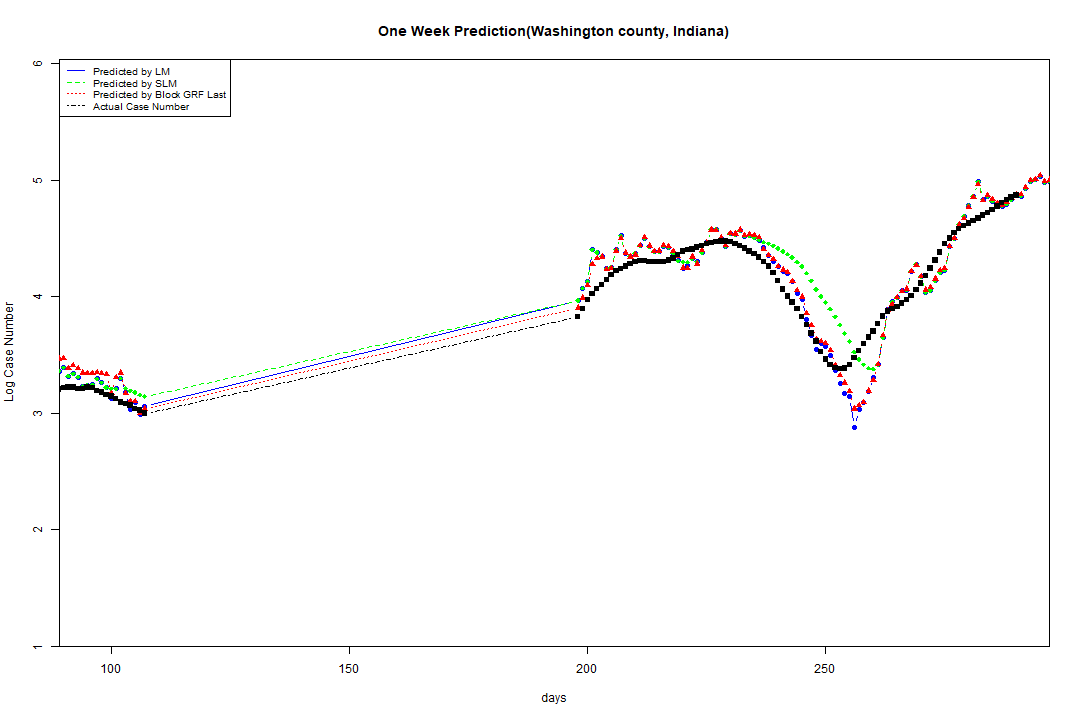 One Week Prediction(Washington county, Indiana)
Predicted by LM
Predicted by SLM
Predicted by Block GRF Last
Actual Case Number
6
5
4
3
2
1
Log Case Number
100 150 200 250
days